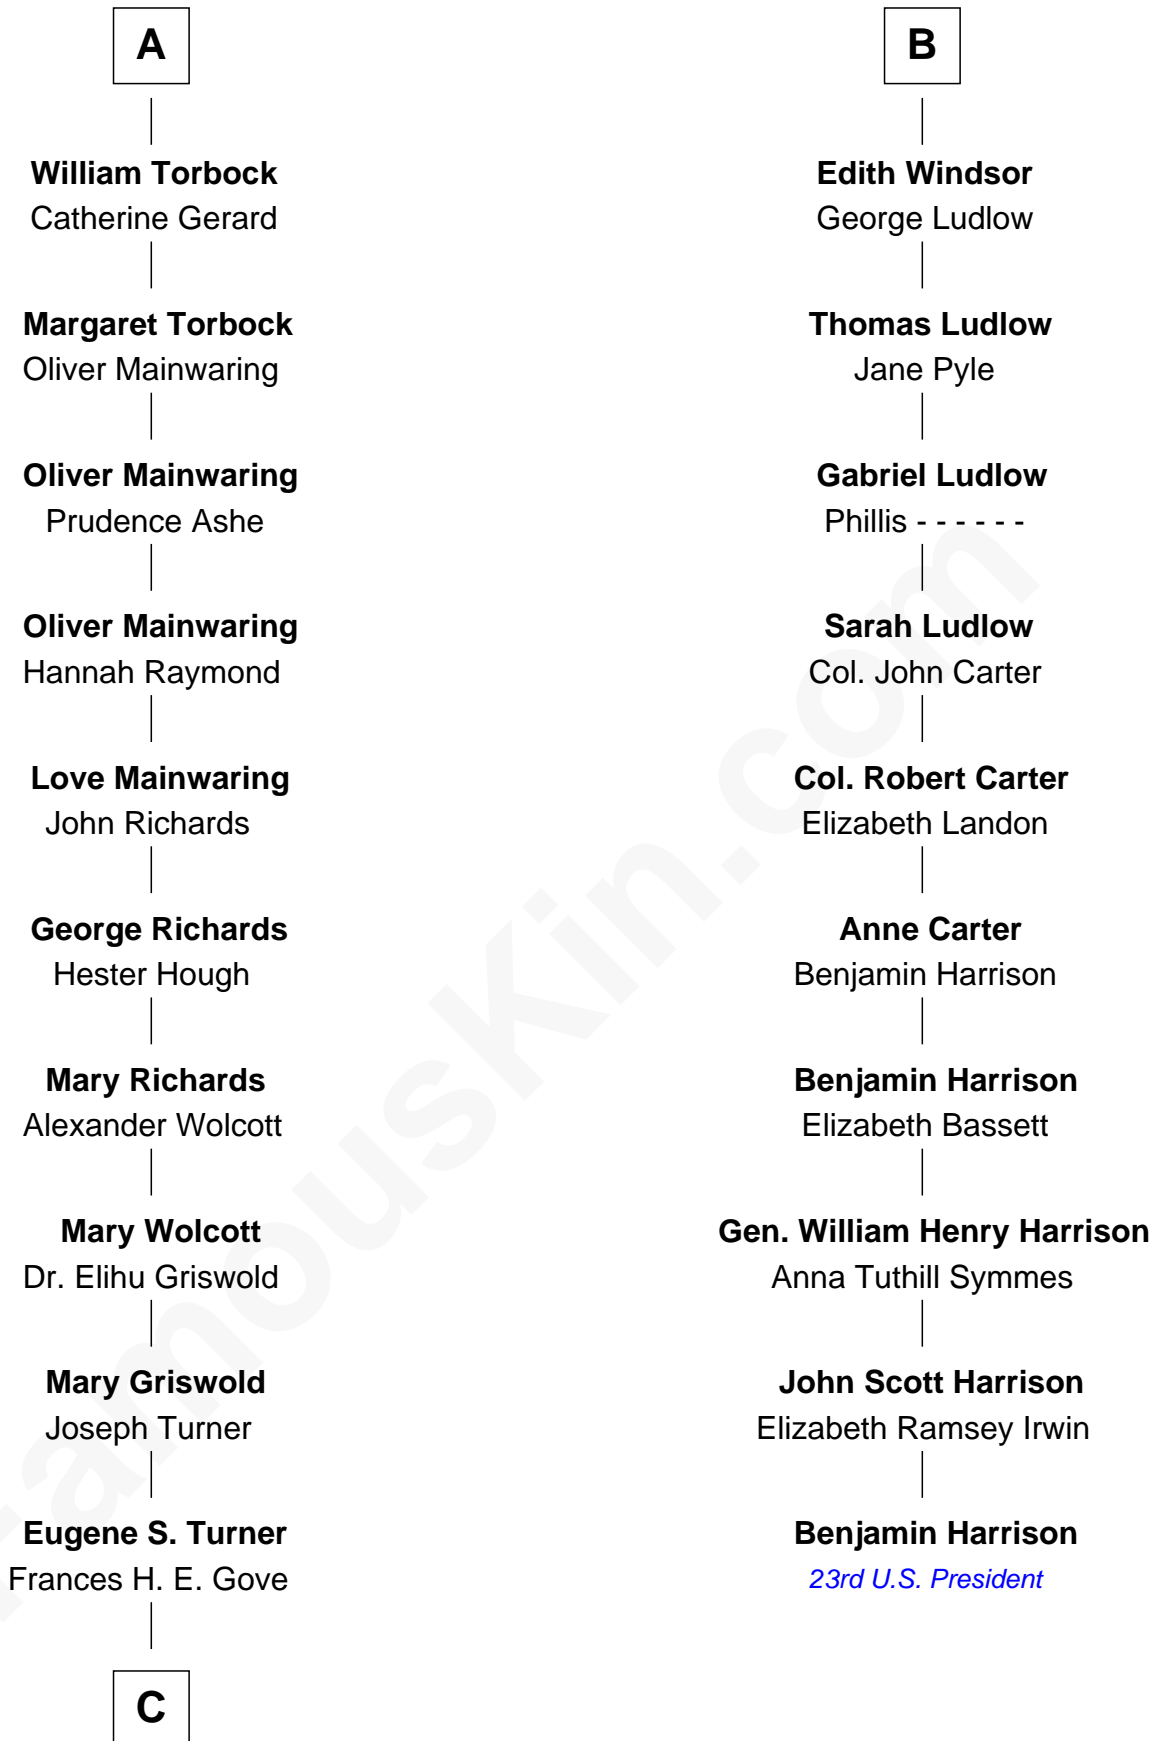 A
William Torbock
Catherine Gerard
Margaret Torbock
Oliver Mainwaring
Oliver Mainwaring
Prudence Ashe
Oliver Mainwaring
Hannah Raymond
Love Mainwaring
John Richards
George Richards
Hester Hough
Mary Richards
Alexander Wolcott
Mary Wolcott
Dr. Elihu Griswold
Mary Griswold
Joseph Turner
Eugene S. Turner
Frances H. E. Gove
C
B
Edith Windsor
George Ludlow
Thomas Ludlow
Jane Pyle
Gabriel Ludlow
Phillis - - - - - -
Sarah Ludlow
Col. John Carter
Col. Robert Carter
Elizabeth Landon
Anne Carter
Benjamin Harrison
Benjamin Harrison
Elizabeth Bassett
Gen. William Henry Harrison
Anna Tuthill Symmes
John Scott Harrison
Elizabeth Ramsey Irwin
Benjamin Harrison
23rd U.S. President
FamousKin.com